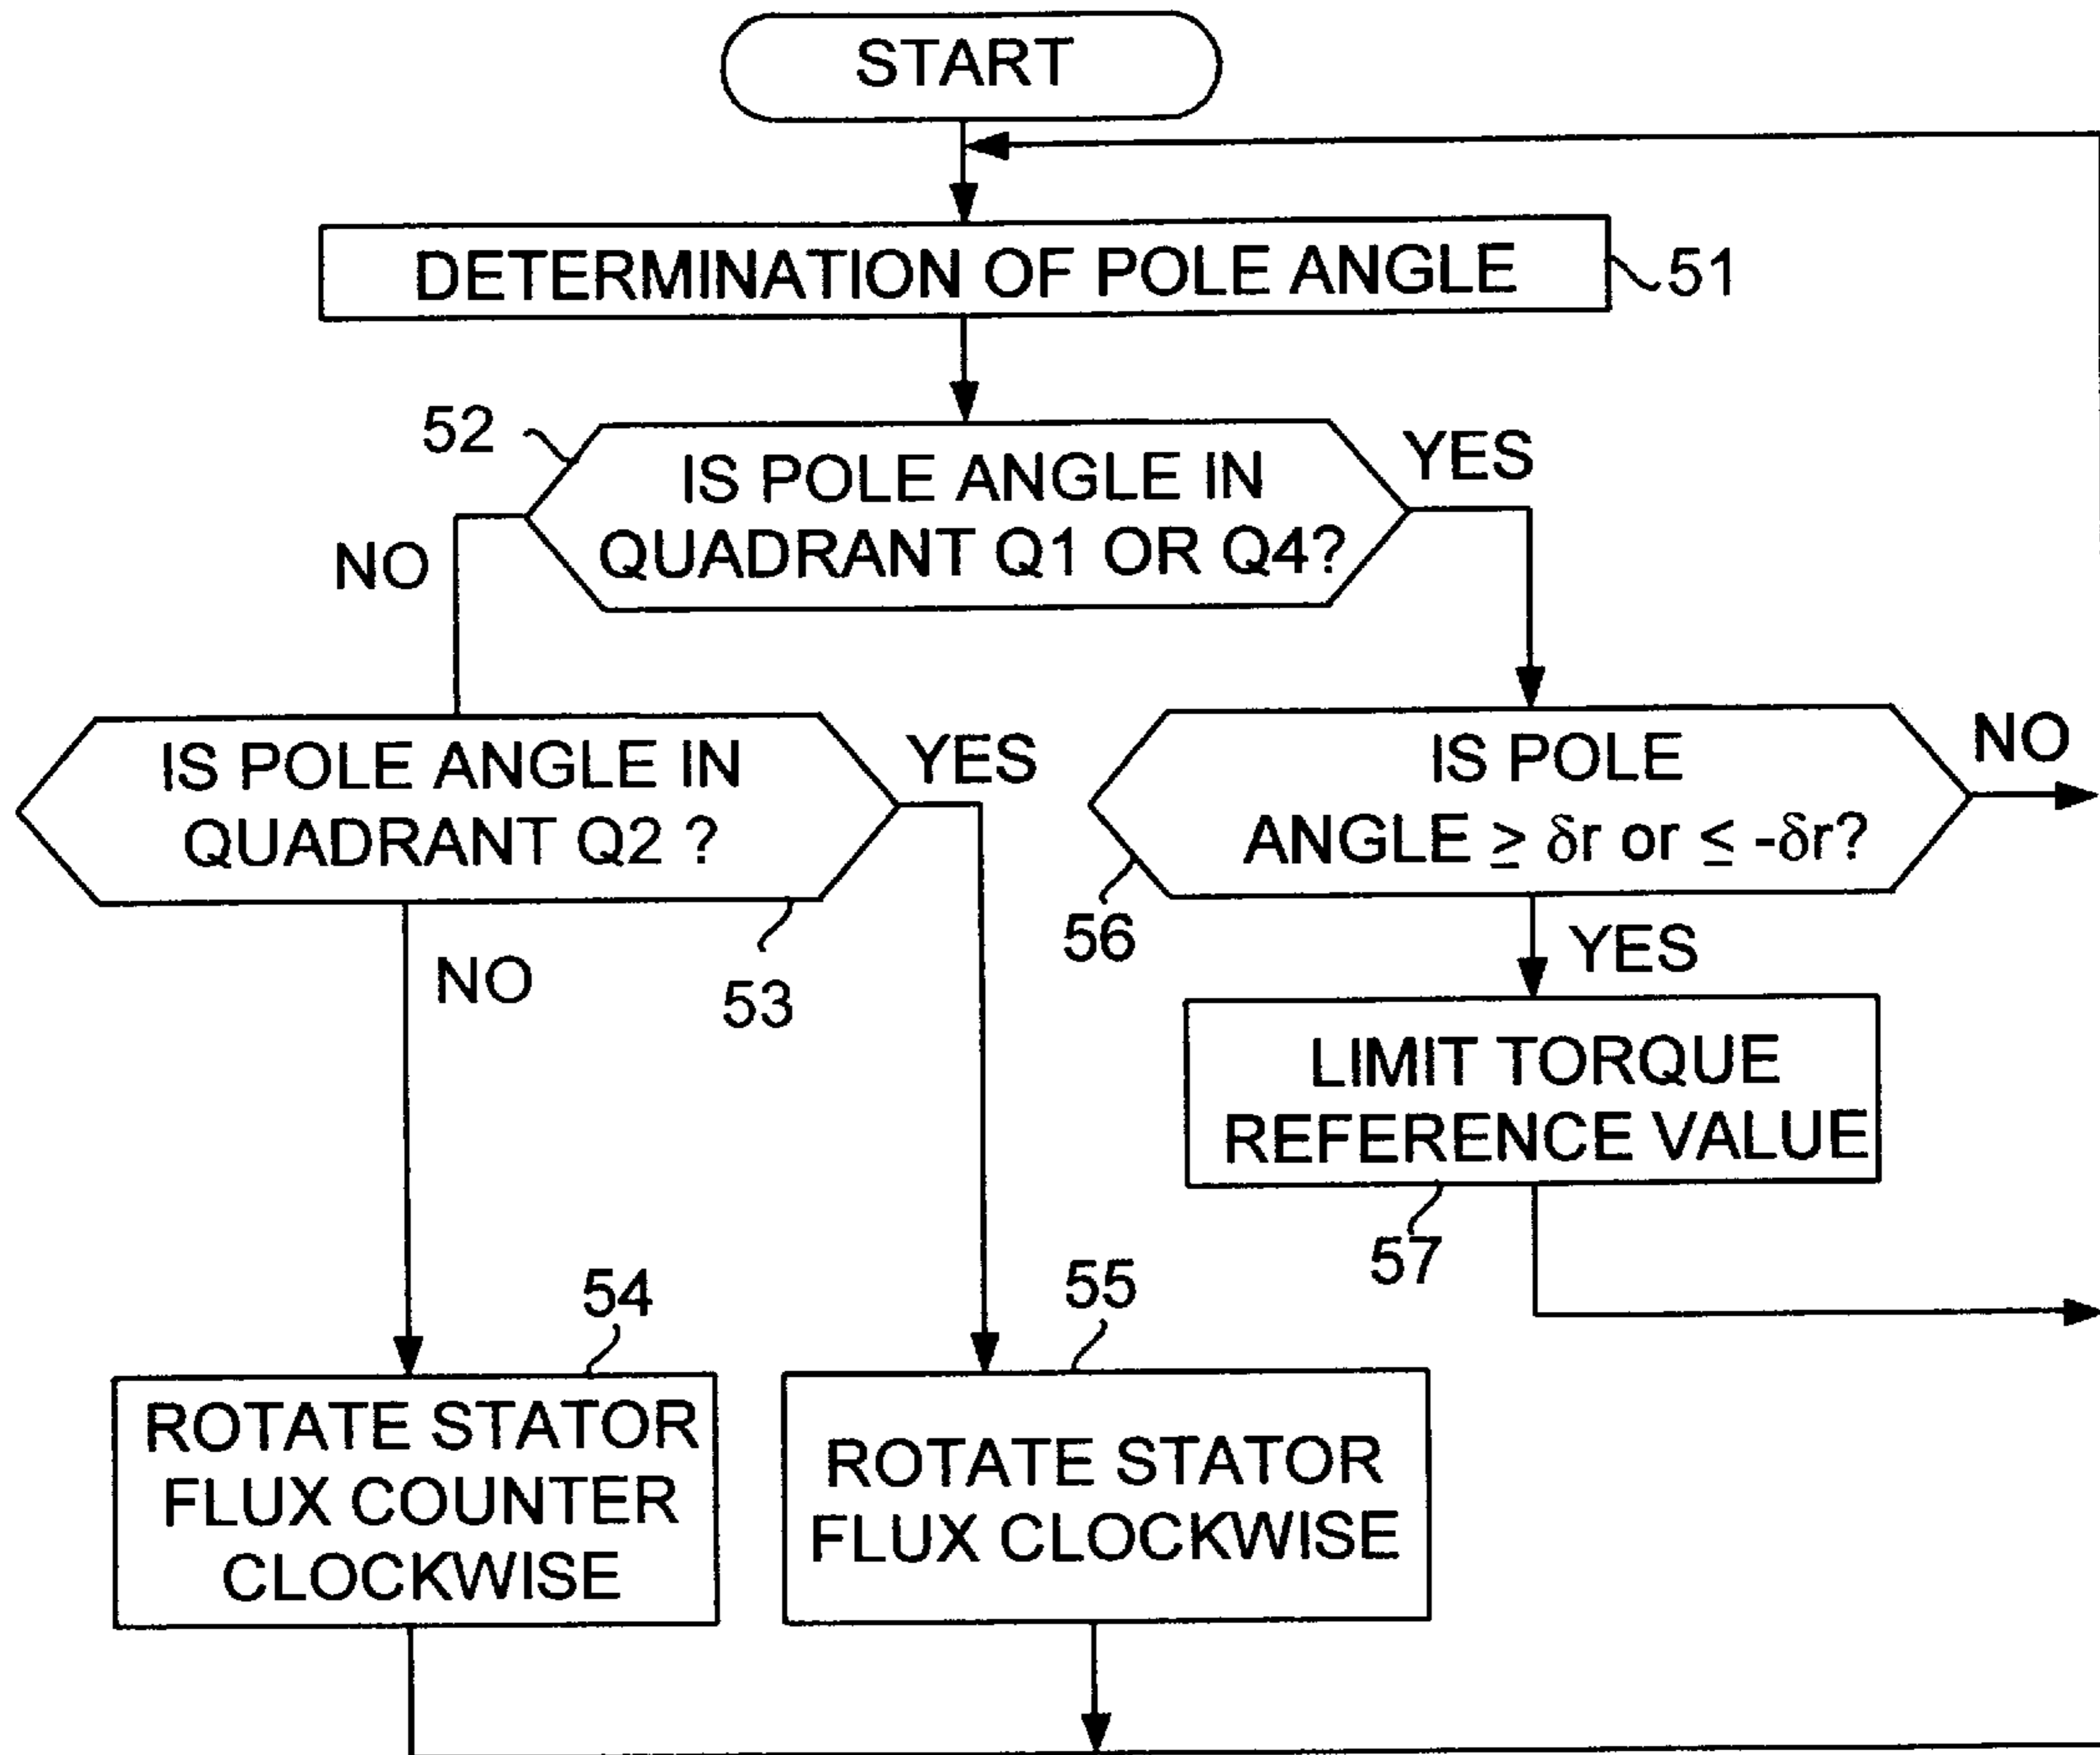 START
DETERMINATION OF POLE ANGLE
51
52
IS POLE ANGLE IN
QUADRANT Q1 OR Q4?
YES
NO
IS POLE ANGLE IN
QUADRANT Q2 ?
YES
53
NO
IS POLE
ANGLE ≥ δr or ≤ -δr?
NO
56
YES
LIMIT TORQUE
REFERENCE VALUE
57
54
ROTATE STATOR
FLUX COUNTER
CLOCKWISE
55
ROTATE STATOR
FLUX CLOCKWISE